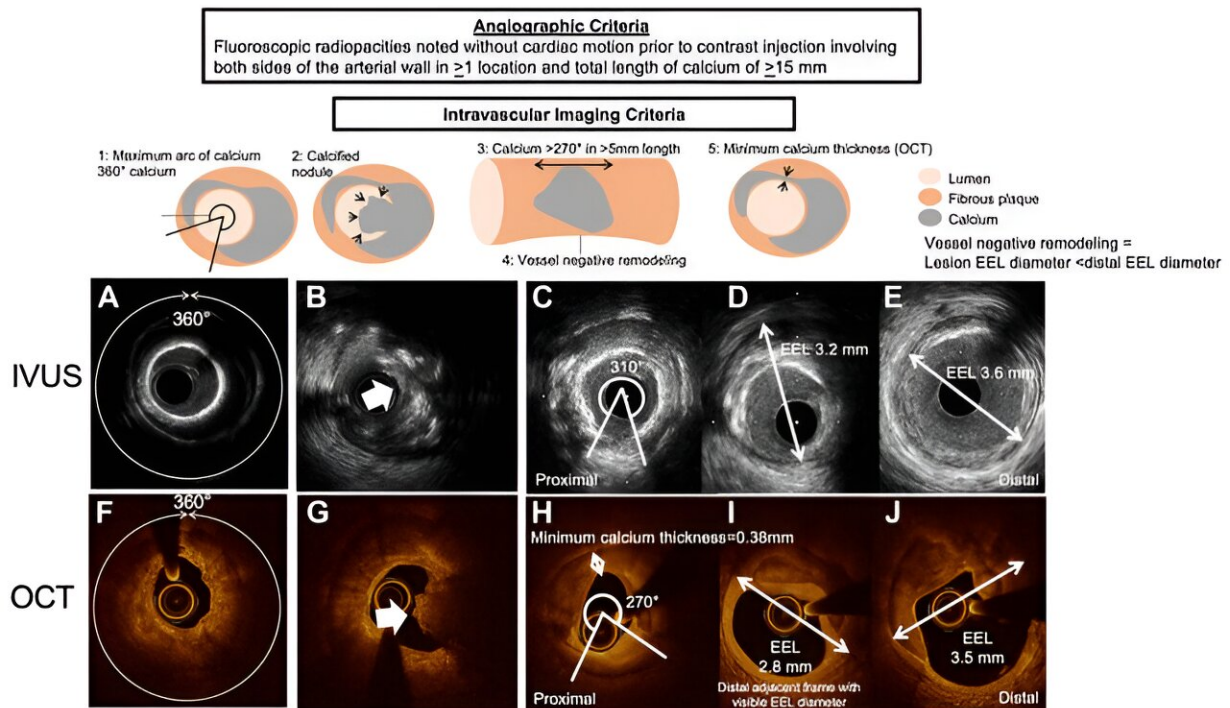 Angiographic Criteria
Fluoroscopic radiopacities noted without cardiac motion prior to contrast injection involving
both sides of the arterial wall in ≥1 location and total length of calcium of ≥15 mm
Intravascular Imaging Criteria
1: Maximum arc of calcium
360° calcium
2: Calcified
nodule
3: Calcium >270° in >5mm length
4: Vessel negative remodeling
5: Minimum calcium thickness (OCT)
Lumen
Fibrous plaque
Calcium
Vessel negative remodeling =
Lesion EEL diameter <distal EEL diameter
IVUS
A
360°
B
C
310°
Proximal
D
EEL 3.2 mm
E
EEL 3.6 mm
Distal
OCT
F
360°
G
H
Minimum calcium thickness=0.38mm
270°
Proximal
I
EEL
2.8 mm
Distal adjacent frame with
visible EEL diameter
J
EEL
3.5 mm
Distal